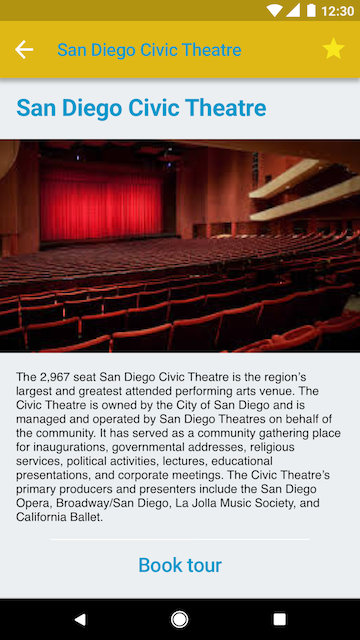 12:30
San Diego Civic Theatre
San Diego Civic Theatre
The 2,967 seat San Diego Civic Theatre is the region's
largest and greatest attended performing arts venue. The
Civic Theatre is owned by the City of San Diego and is
managed and operated by San Diego Theatres on behalf of
the community. It has served as a community gathering place
for inaugurations, governmental addresses, religious
services, political activities, lectures, educational
presentations, and corporate meetings. The Civic Theatre's
primary producers and presenters include the San Diego
Opera, Broadway/San Diego, La Jolla Music Society, and
California Ballet.
Book tour